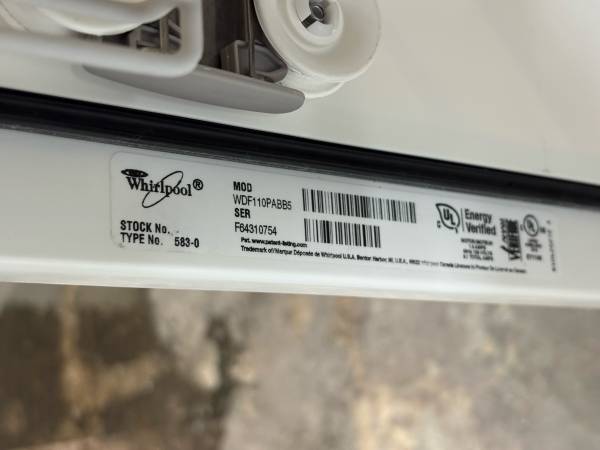 Whirlpool®
MOD
WDF110PABB5
SER
F64310754
STOCK No.
TYPE No. 583-0
Pat. www.patent-listing.com
Trademark of/Marque Déposée de Whirlpool U.S.A. Benton Harbor, MI, U.S.A.
UL
Energy
Verified